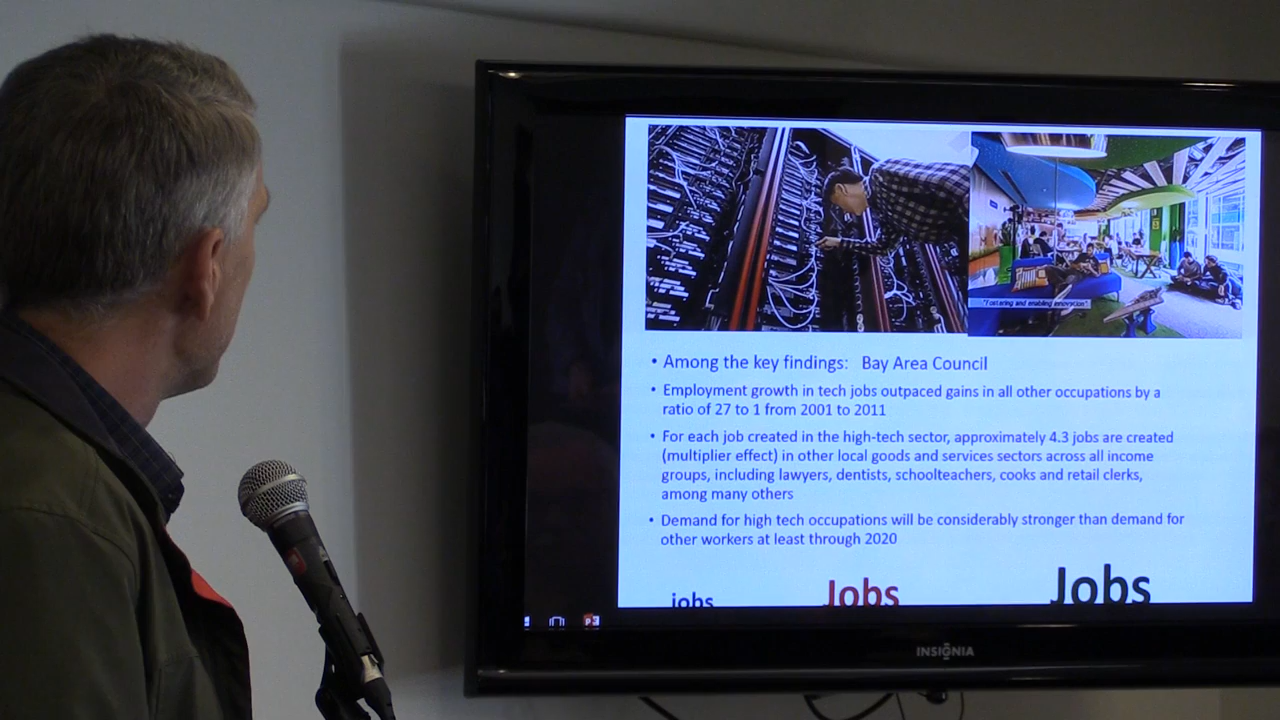 "Fostering and enabling innovation"
• Among the key findings: Bay Area Council
• Employment growth in tech jobs outpaced gains in all other occupations by a
ratio of 27 to 1 from 2001 to 2011
• For each job created in the high-tech sector, approximately 4.3 jobs are created
(multiplier effect) in other local goods and services sectors across all income
groups, including lawyers, dentists, schoolteachers, cooks and retail clerks,
among many others
• Demand for high tech occupations will be considerably stronger than demand for
other workers at least through 2020
jobs Jobs Jobs
INSIGNIA